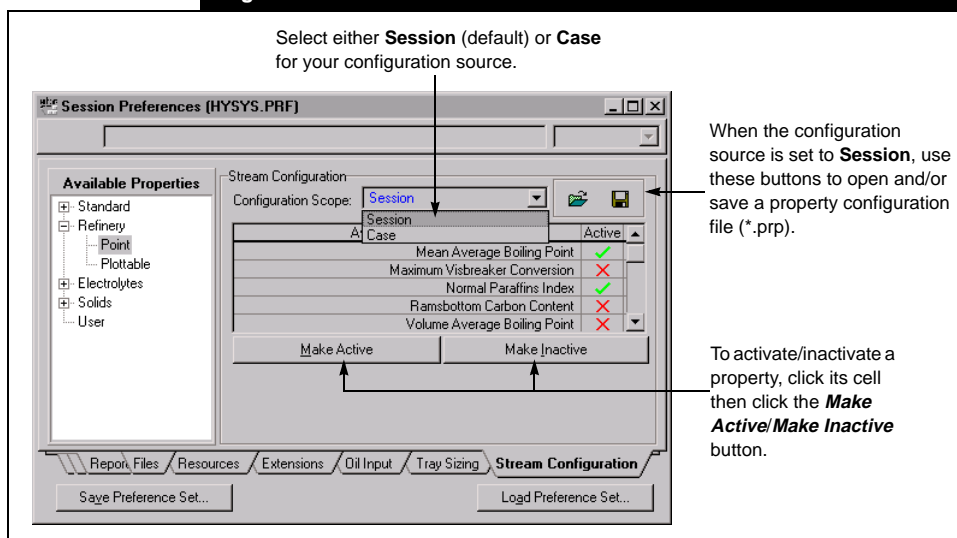 Select either Session (default) or Case
for your configuration source.
Session Preferences (HYSYS.PRF)
When the configuration
source is set to Session, use
these buttons to open and/or
save a property configuration
file (*.prp).
Available Properties
Standard
Refinery
Point
Plottable
Electrolytes
Solids
User
Stream Configuration
Configuration Scope: Session
Session
Case
Active
Mean Average Boiling Point
Maximum Visbreaker Conversion
Normal Paraffins Index
Ramsbottom Carbon Content
Volume Average Boiling Point
Make Active Make Inactive
To activate/inactivate a
property, click its cell
then click the Make
Active/Make Inactive
button.
Files Resources Extensions Oil Input Tray Sizing Stream Configuration
Save Preference Set... Load Preference Set...